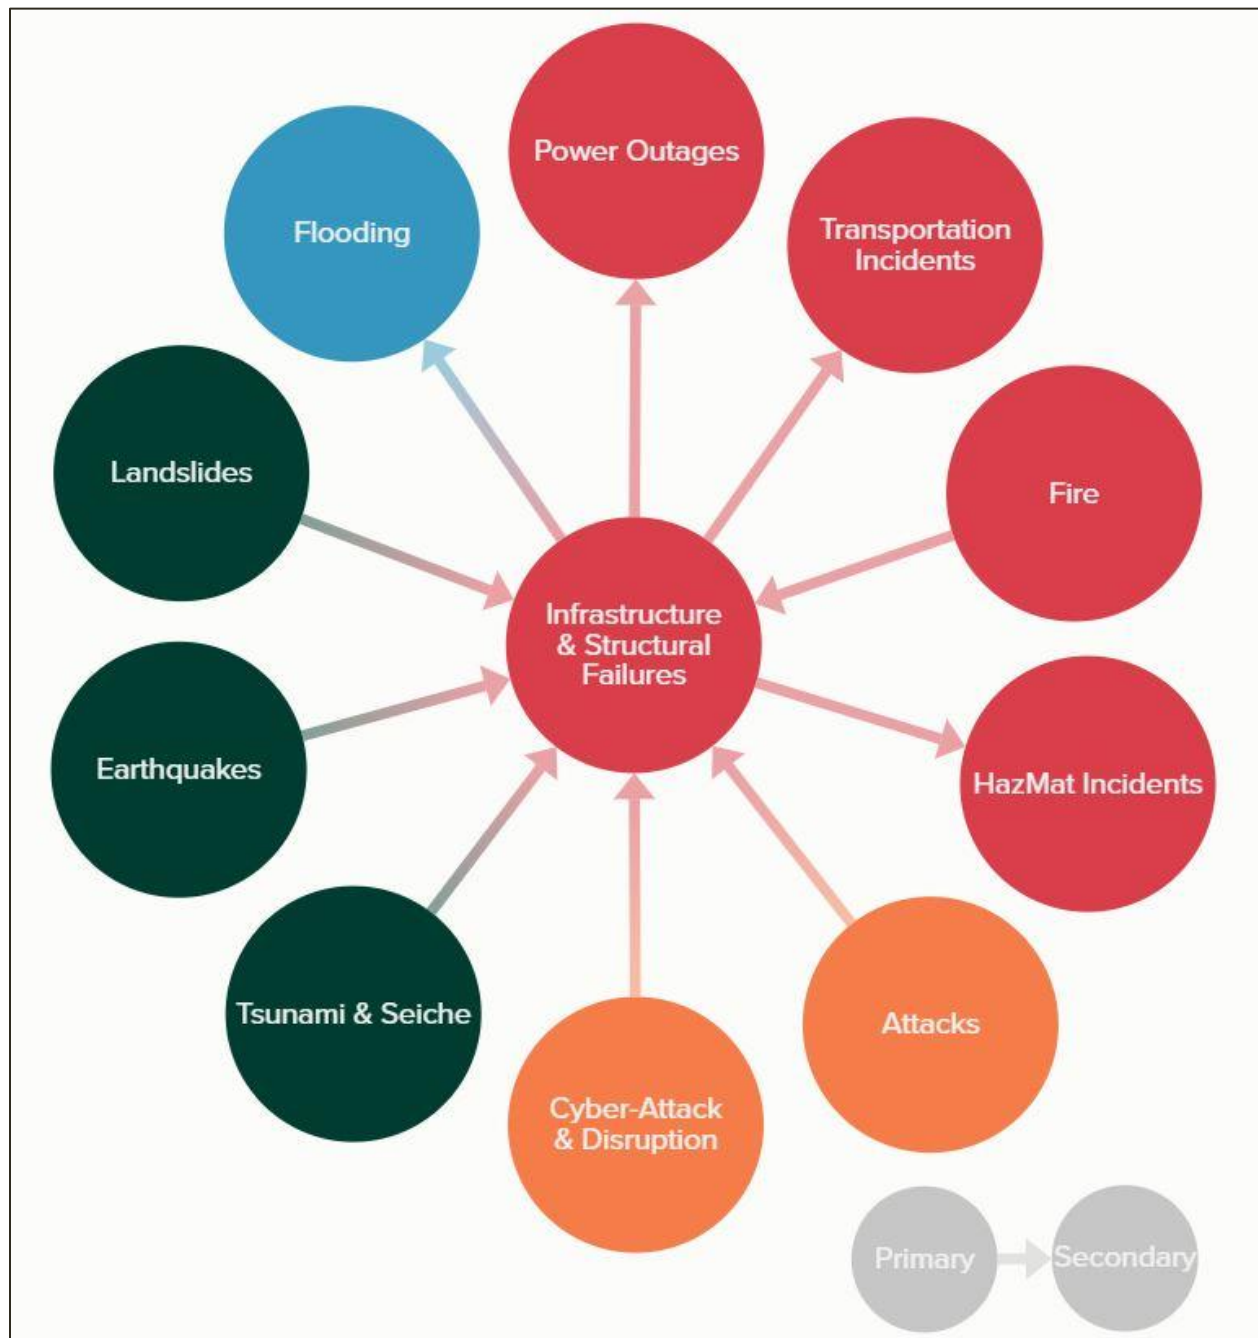 Power Outages
Flooding
Transportation
Incidents
Landslides
Fire
Infrastructure
& Structural
Failures
Earthquakes
HazMat Incidents
Tsunami & Seiche
Attacks
Cyber-Attack
& Disruption
Primary
Secondary